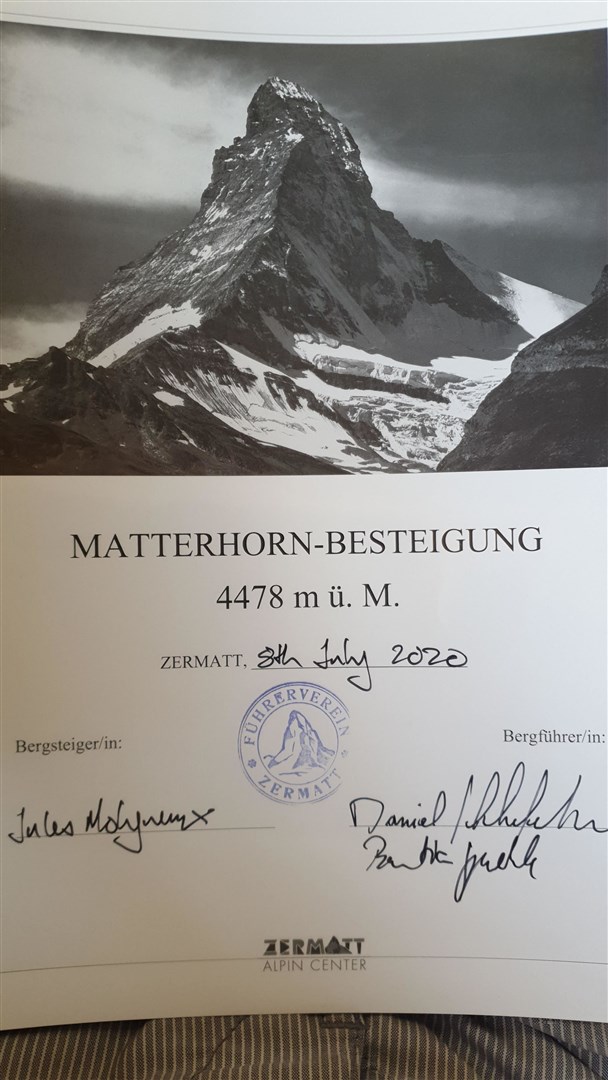 MATTERHORN-BESTEIGUNG
4478 m ü. M.
ZERMATT, 8th July 2020
FÜHRERVEREIN
* ZERMATT *
Bergsteiger/in:
Bergführer/in:
Jules Molyneux
Daniel
ZERMATT
ALPIN CENTER